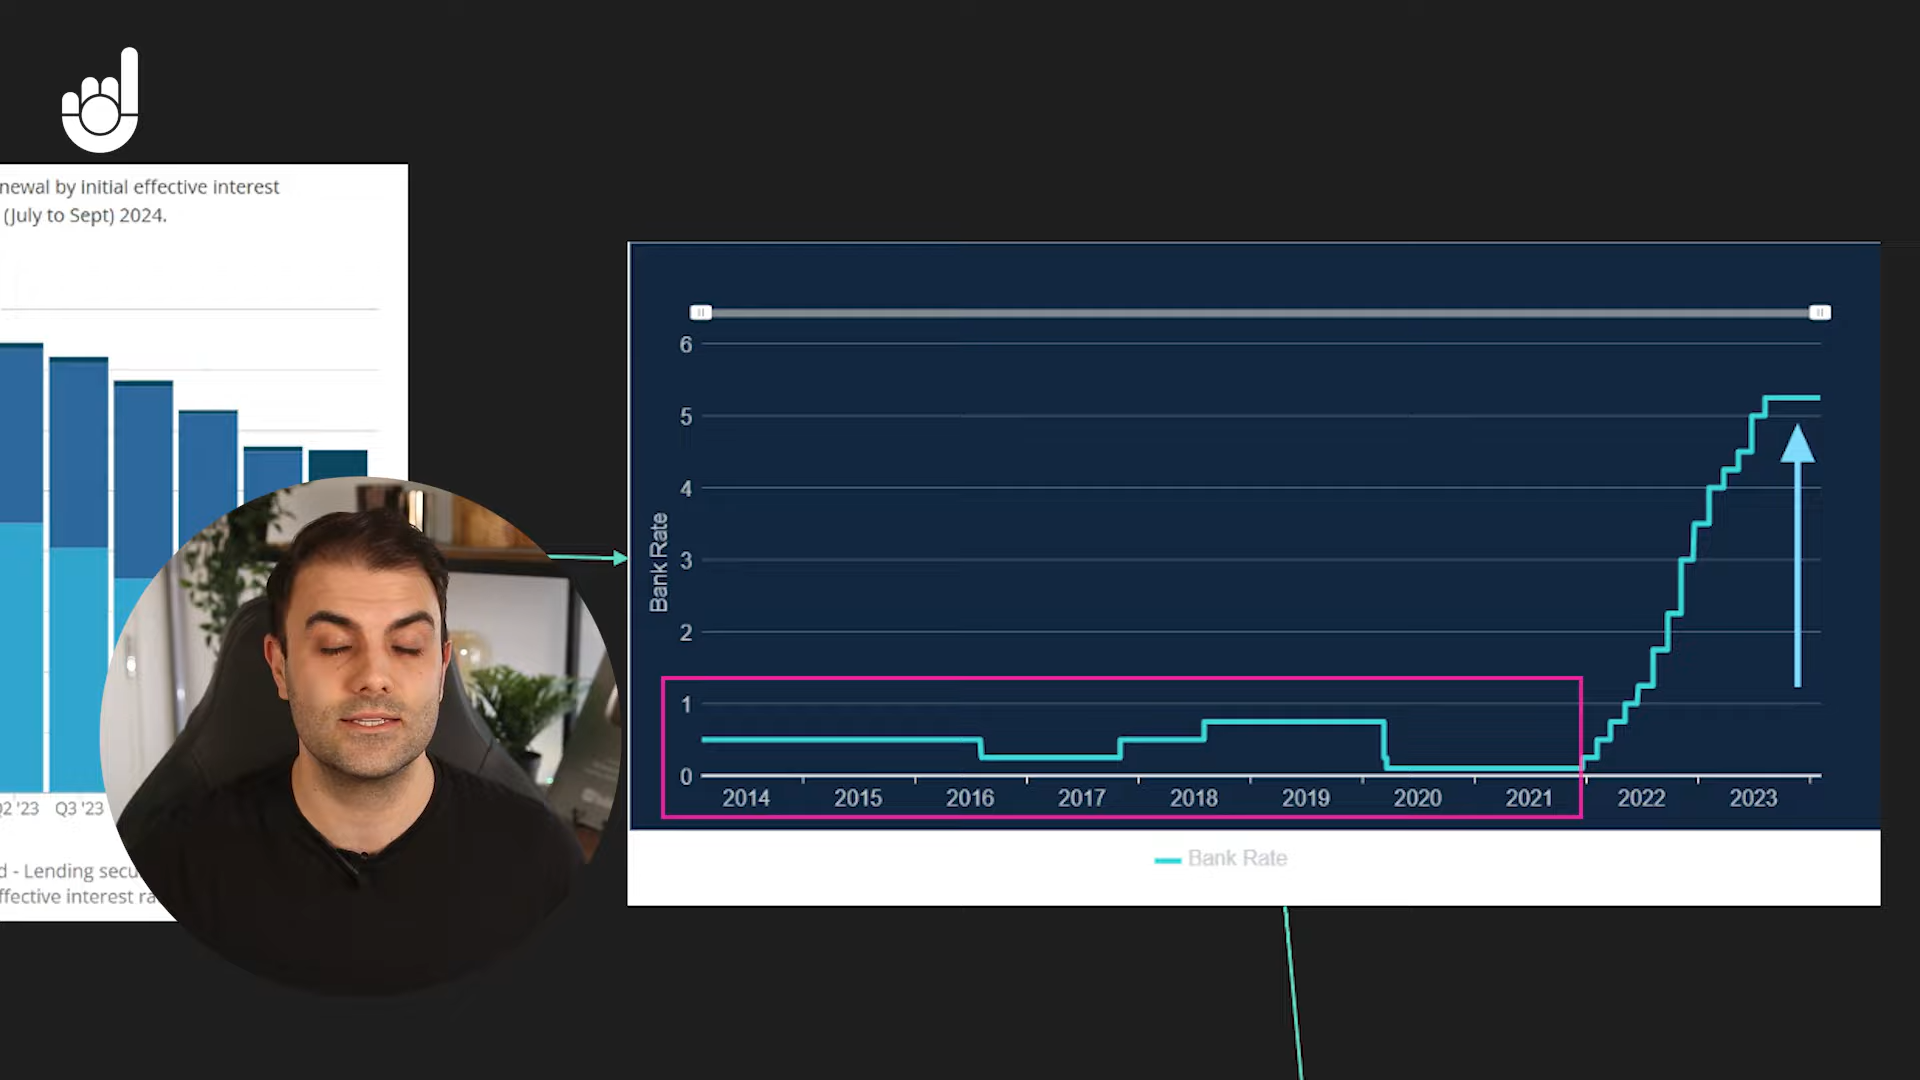 newal by initial effective interest
(July to Sept) 2024.
Q2 '23 Q3 '23
d - Lending secu
ffective interest ra
6
5
4
3
2
1
0
Bank Rate
2014 2015 2016 2017 2018 2019 2020 2021 2022 2023
Bank Rate